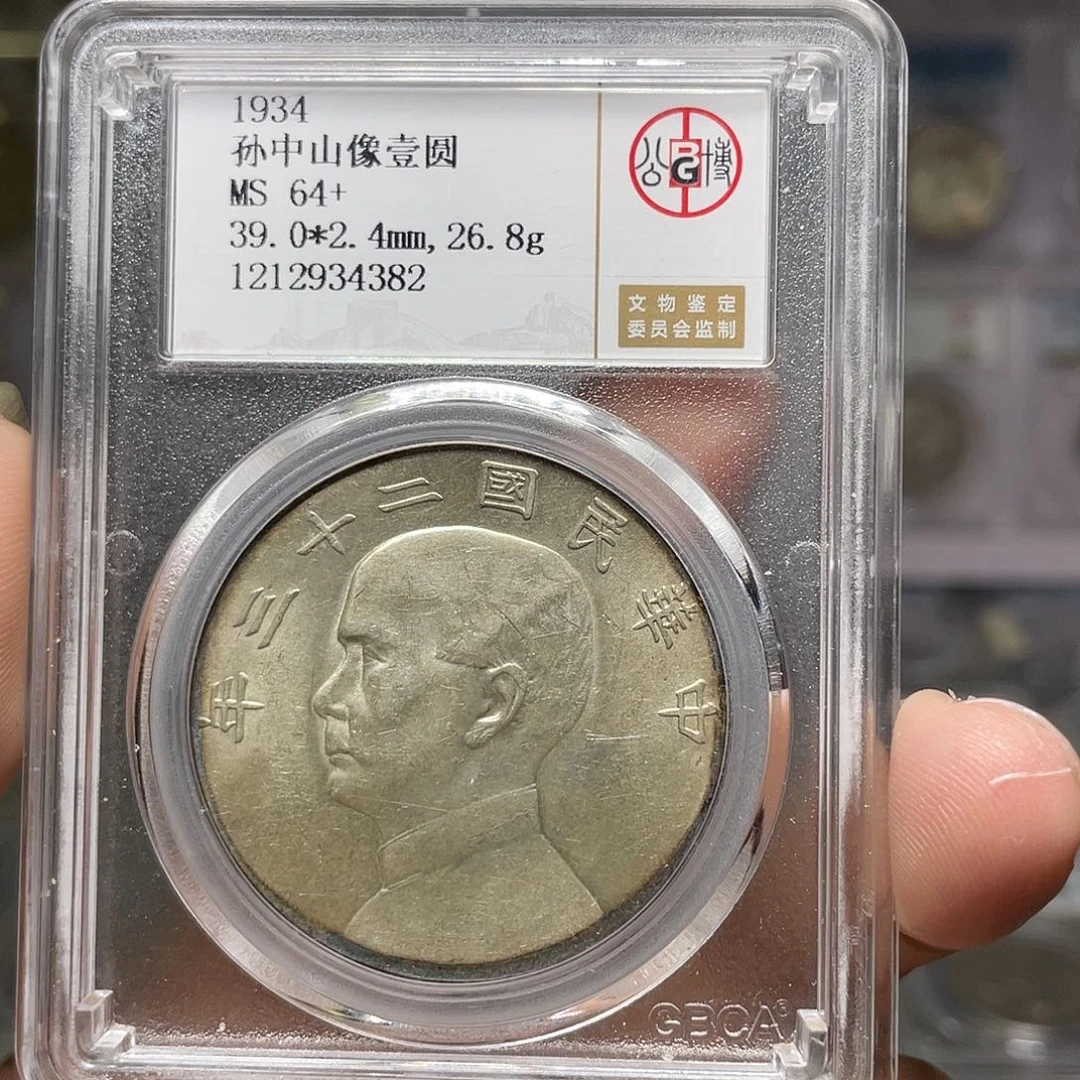 1934
孙中山像壹圆
MS 64+
39.0*2.4mm,26.8g
1212934382
公博
BG
文物鉴定
委员会监制
年三十二國民華中
GBCA®